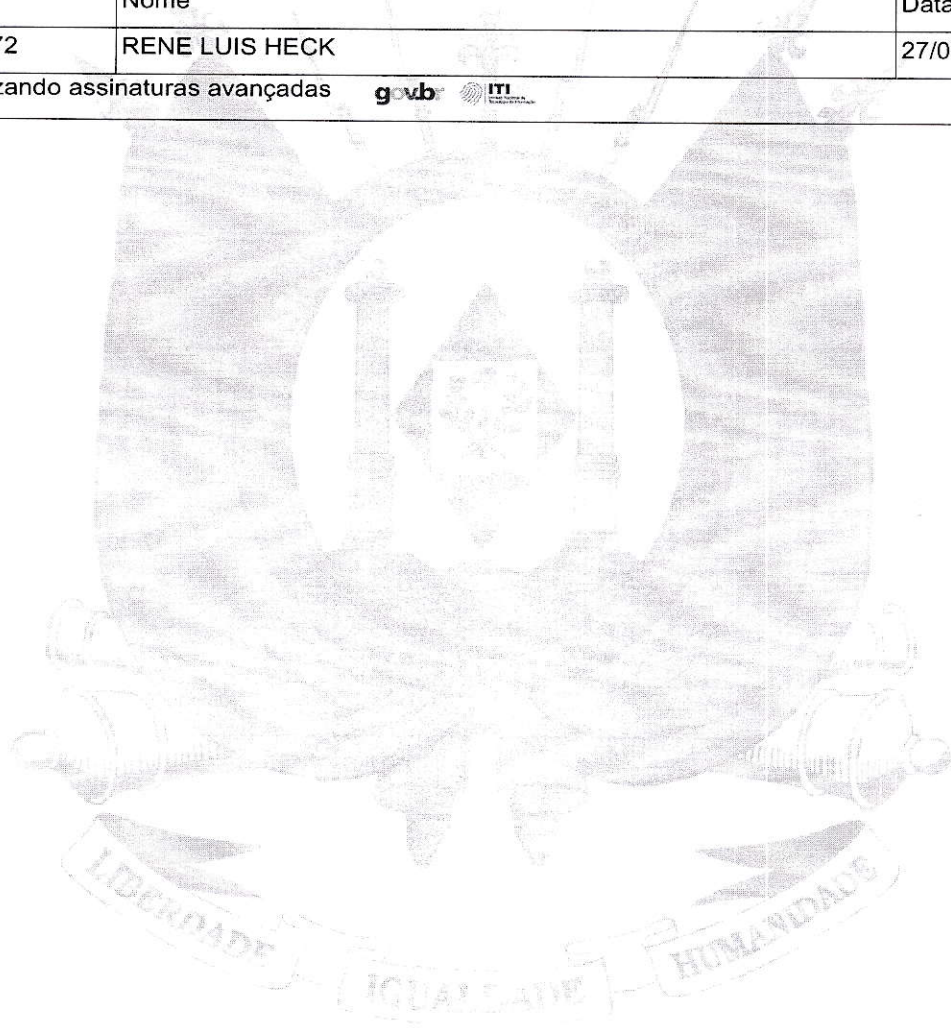 Nome Data
72 RENE LUIS HECK 27/0
zando assinaturas avançadas gov.br ITI
LIBERDADE IGUALDADE HUMANIDADE